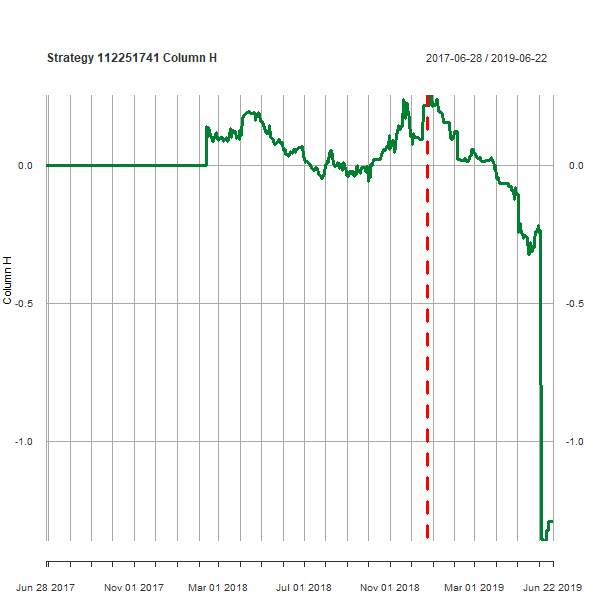 Strategy 112251741 Column H
2017-06-28 / 2019-06-22
0.0
0.0
-0.5
-0.5
-1.0
-1.0
Column H
Jun 28 2017
Nov 01 2017
Mar 01 2018
Jul 01 2018
Nov 01 2018
Mar 01 2019
Jun 22 2019